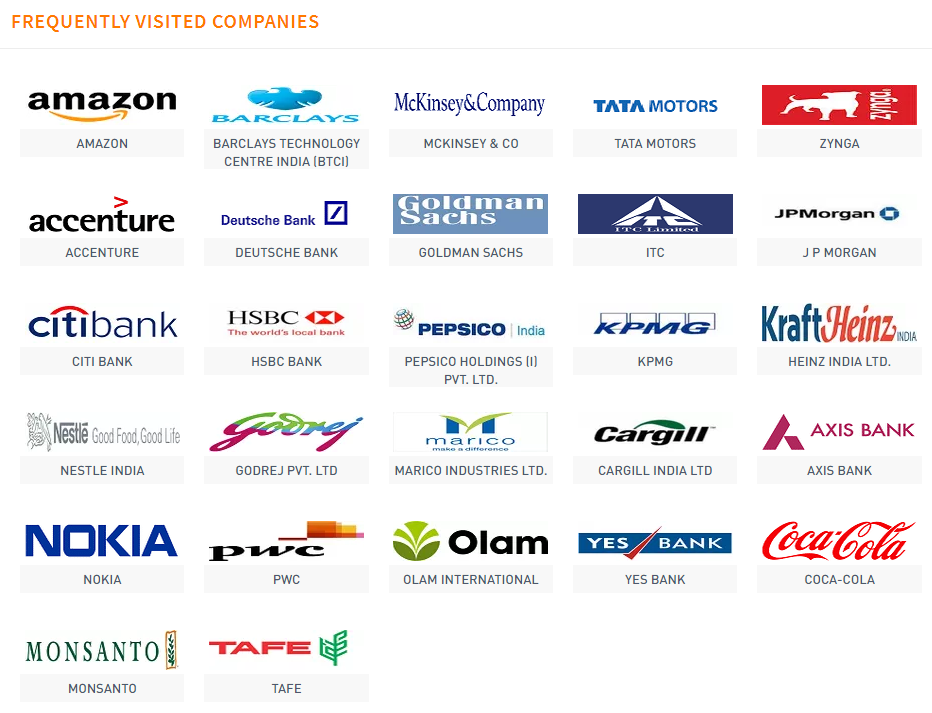 FREQUENTLY VISITED COMPANIES
amazon
BARCLAYS
McKinsey&Company
TATA MOTORS
zynga
AMAZON
BARCLAYS TECHNOLOGY
CENTRE INDIA (BTCI)
MCKINSEY & CO
TATA MOTORS
ZYNGA
accenture
Deutsche Bank
Goldman
Sachs
ITC Limited
JPMorgan
ACCENTURE
DEUTSCHE BANK
GOLDMAN SACHS
ITC
J P MORGAN
citibank
HSBC
The world's local bank
PEPSICO India
KPMG
Kraft Heinz INDIA
CITI BANK
HSBC BANK
PEPSICO HOLDINGS (I)
PVT. LTD.
KPMG
HEINZ INDIA LTD.
Nestlé Good Food, Good Life
Godrej
marico
make a difference
Cargill
AXIS BANK
NESTLE INDIA
GODREJ PVT. LTD
MARICO INDUSTRIES LTD.
CARGILL INDIA LTD
AXIS BANK
NOKIA
pwc
Olam
YES BANK
Coca-Cola
NOKIA
PWC
OLAM INTERNATIONAL
YES BANK
COCA-COLA
MONSANTO
TAFE
MONSANTO
TAFE